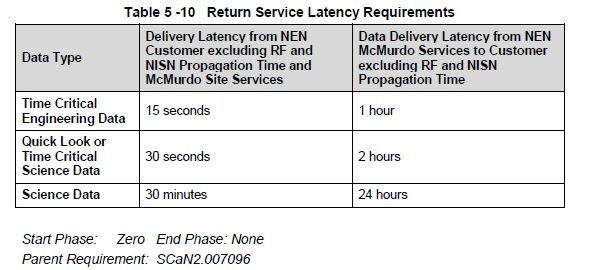 Table 5 -10   Return Service Latency Requirements
Data Type
Delivery Latency from NEN
Customer excluding RF and
NISN Propagation Time and
McMurdo Site Services
Data Delivery Latency from NEN
McMurdo Services to Customer
excluding RF and NISN
Propagation Time
Time Critical
Engineering Data
15 seconds
1 hour
Quick Look or
Time Critical
Science Data
30 seconds
2 hours
Science Data
30 minutes
24 hours
Start Phase:    Zero  End Phase: None
Parent Requirement:  SCaN2.007096